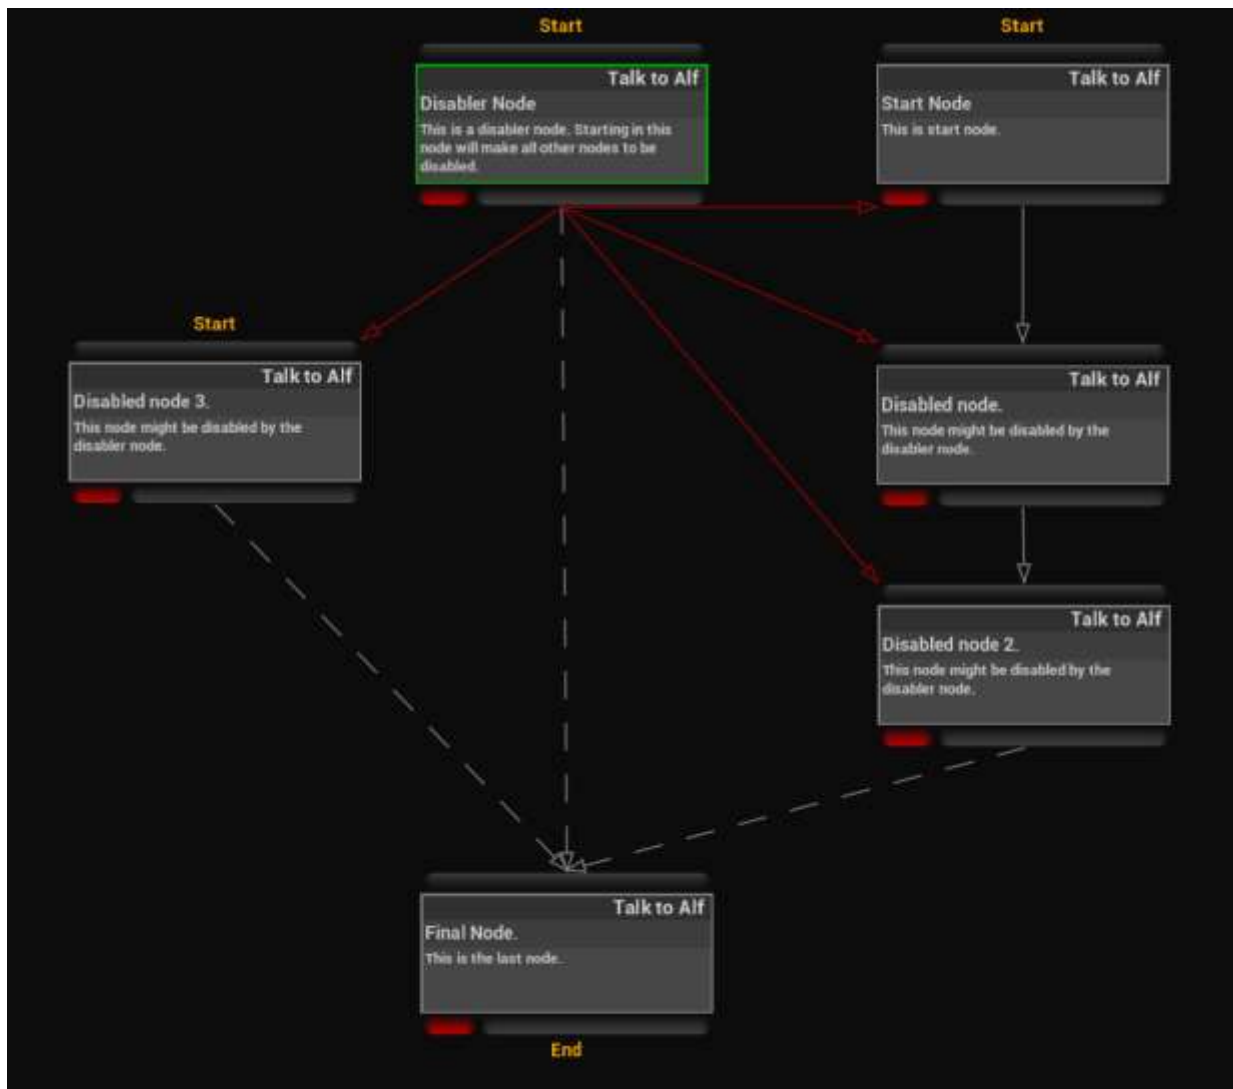 Start
Start
Talk to Alf
Disabler Node
This is a disabler node. Starting in this
node will make all other nodes to be
disabled.
Talk to Alf
Start Node
This is start node.
Start
Talk to Alf
Disabled node 3.
This node might be disabled by the
disabler node.
Talk to Alf
Disabled node.
This node might be disabled by the
disabler node.
Talk to Alf
Disabled node 2.
This node might be disabled by the
disabler node.
Talk to Alf
Final Node.
This is the last node.
End